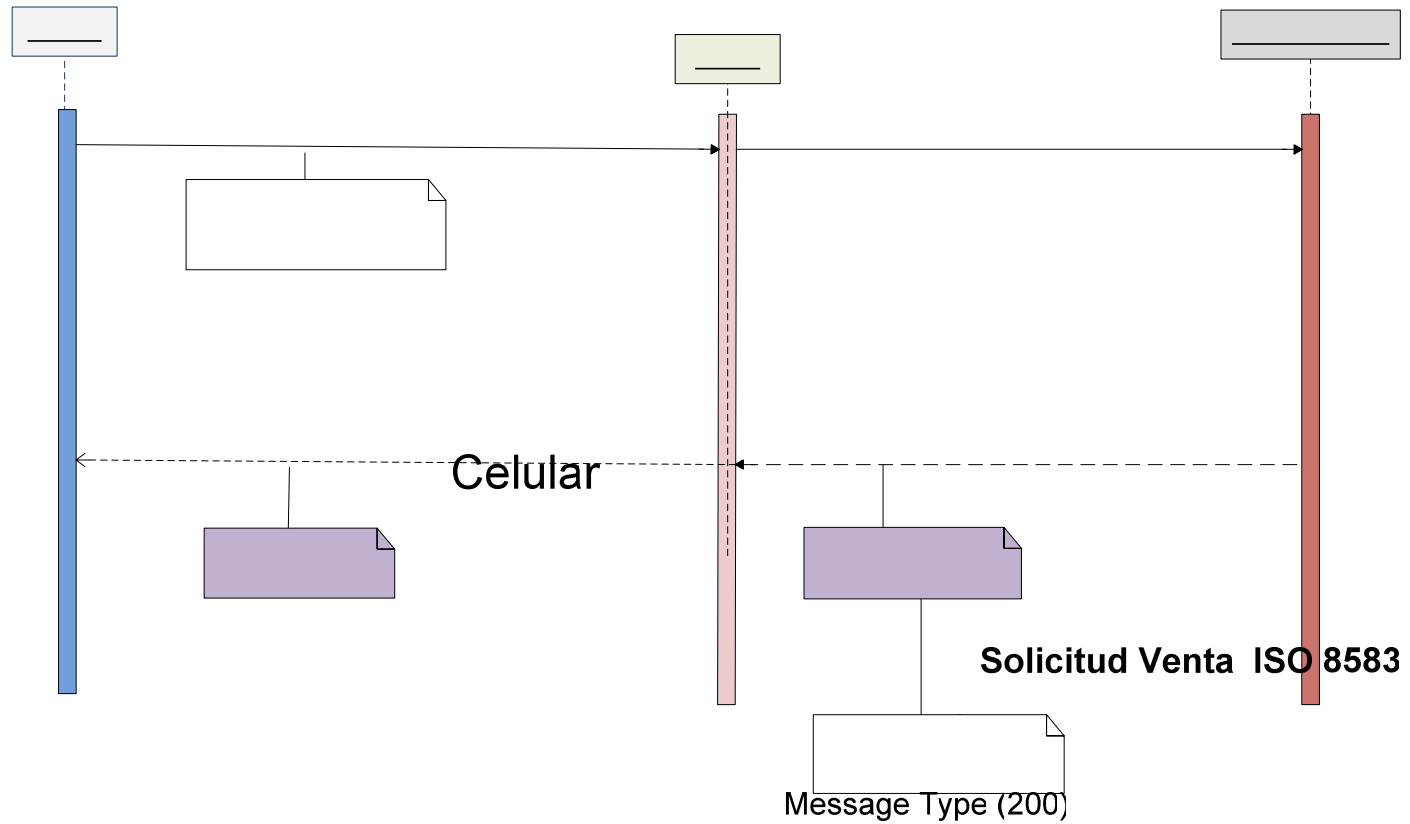 Celular
Solicitud Venta  ISO 8583
Message Type (200)